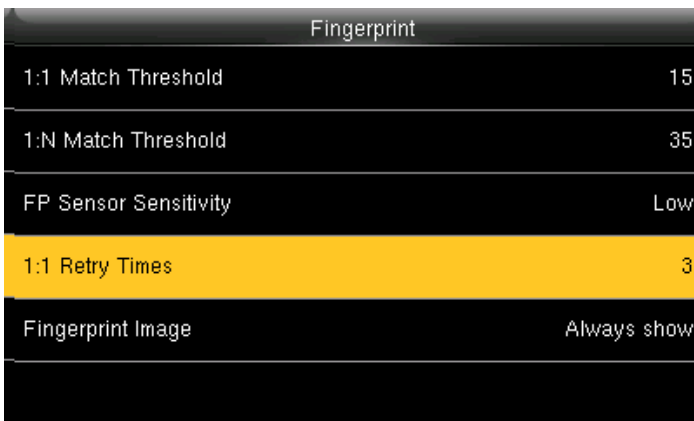 Fingerprint
1:1 Match Threshold 15
1:N Match Threshold 35
FP Sensor Sensitivity Low
1:1 Retry Times 3
Fingerprint Image Always show